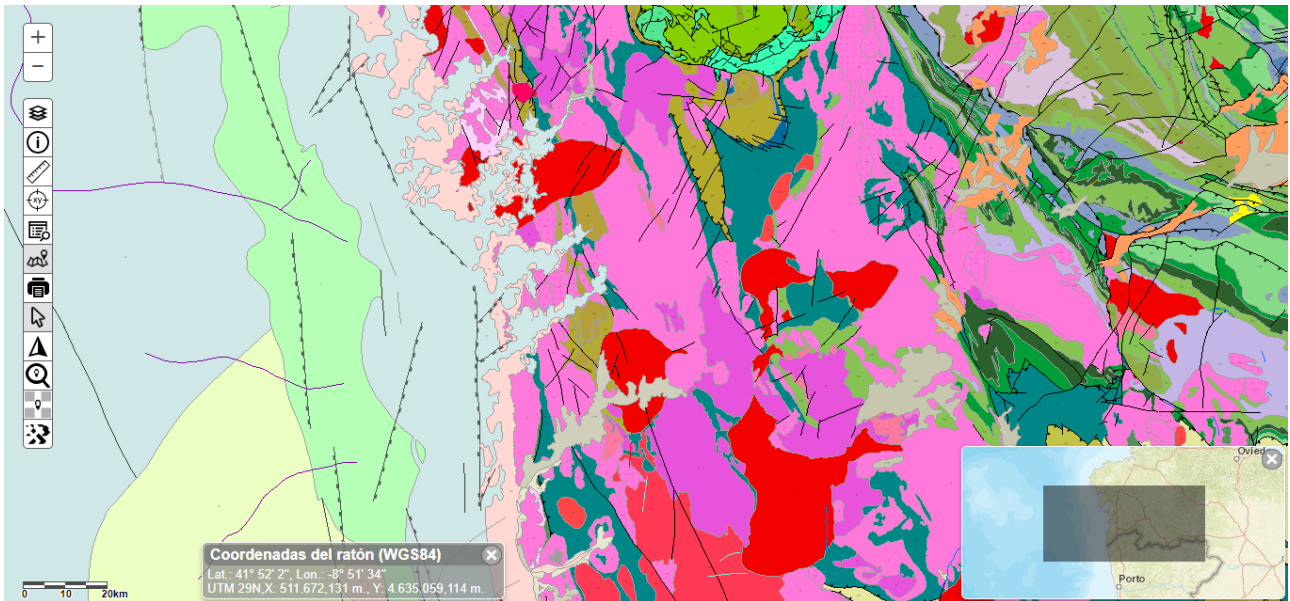 +
−
i
xy
Ovied
Porto
Coordenadas del ratón (WGS84)
Lat.: 41° 52' 2", Lon.: -8° 51' 34"
UTM 29N,X: 511.672,131 m., Y: 4.635.059,114 m.
0 10 20km